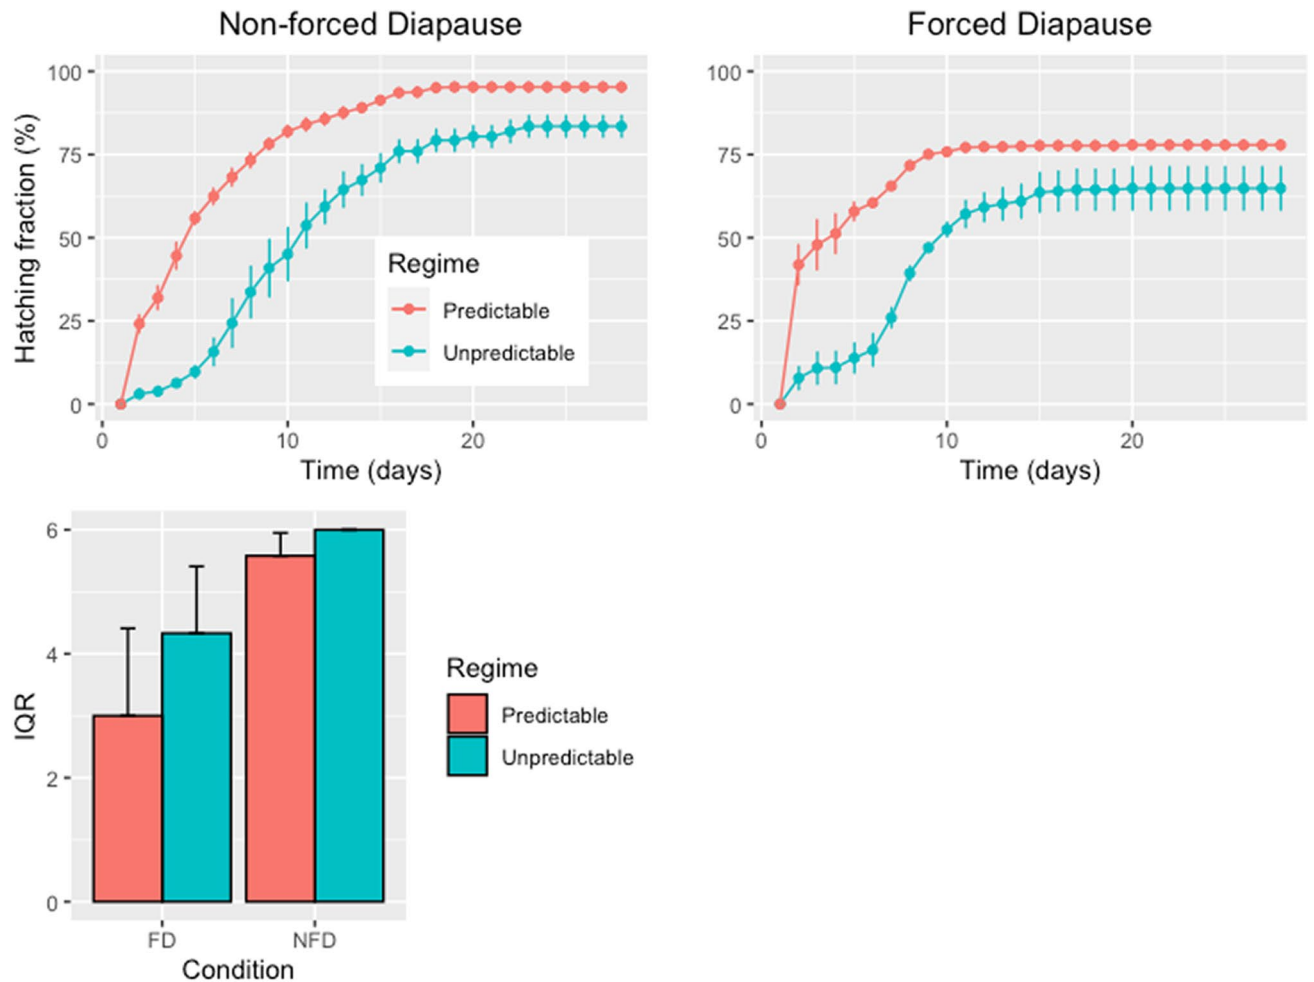 Non-forced Diapause
Hatching fraction (%)
100
75
50
25
0
Regime
Predictable
Unpredictable
0 10 20
Time (days)
Forced Diapause
100
75
50
25
0
0 10 20
Time (days)
IQR
6
4
2
0
FD NFD
Condition
Regime
Predictable
Unpredictable